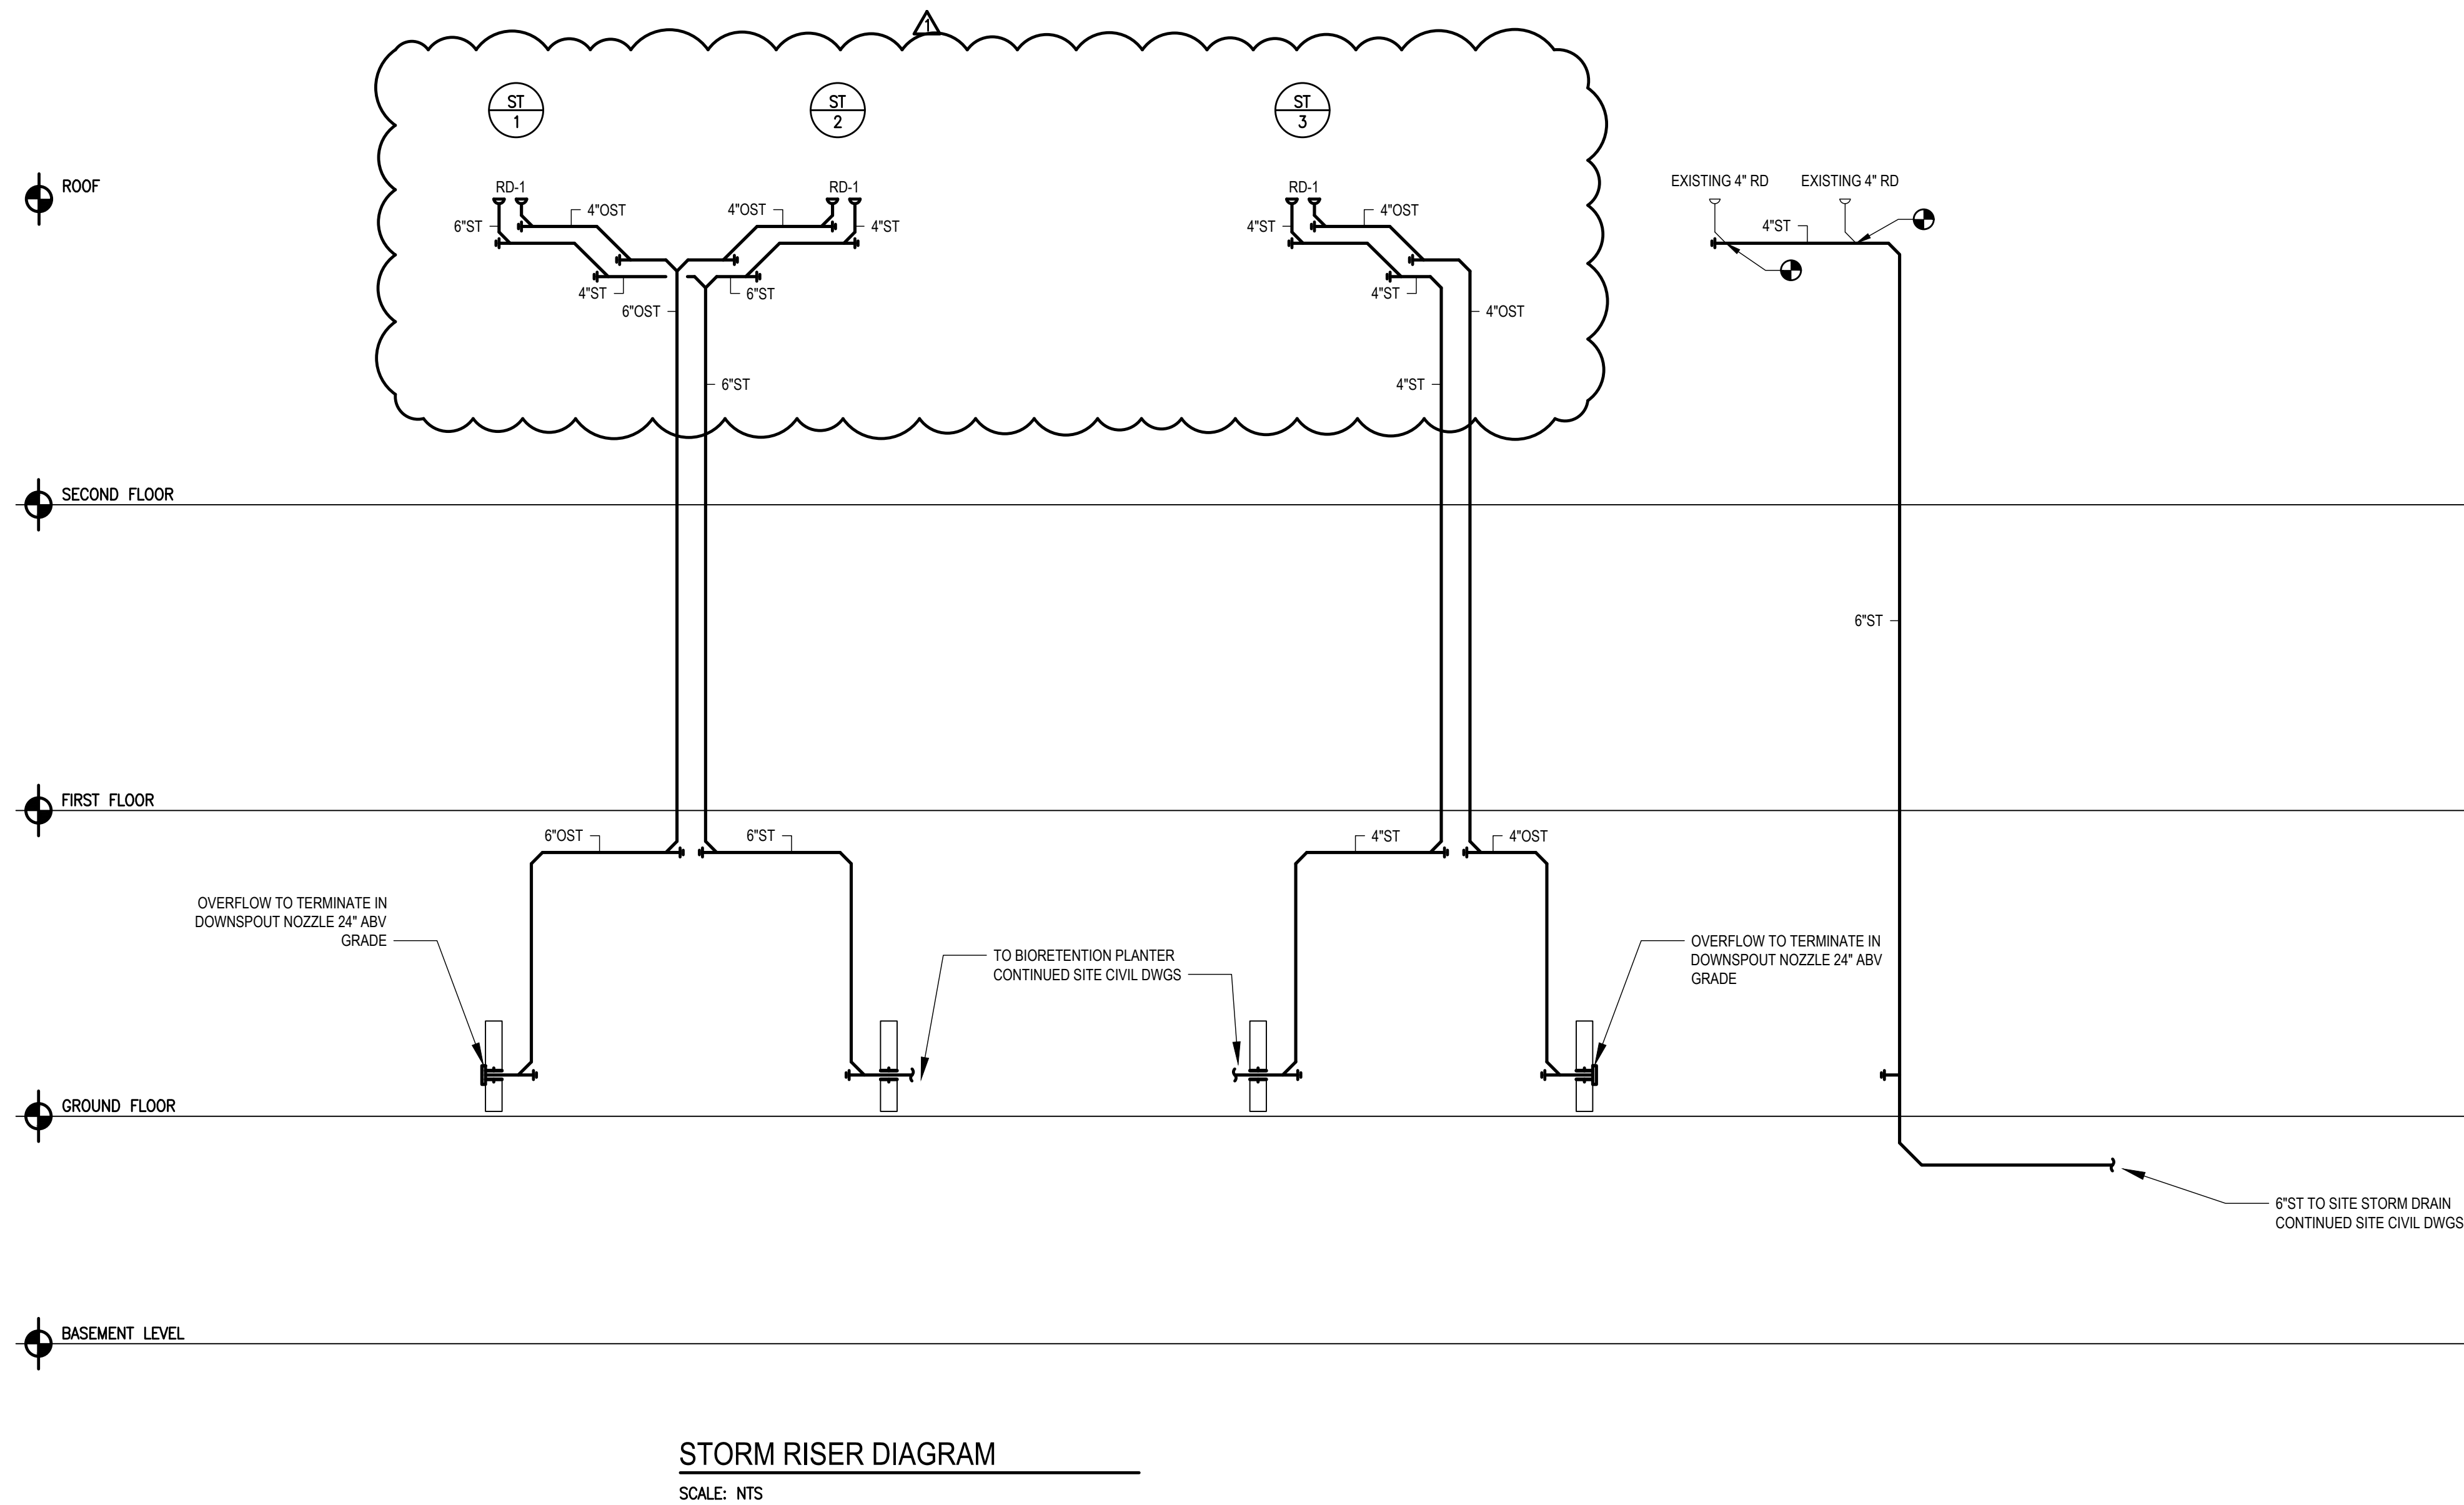 1
ST
1
ST
2
ST
3
ROOF
RD-1
RD-1
RD-1
EXISTING 4" RD
EXISTING 4" RD
6"ST
4"OST
4"OST
4"ST
4"ST
4"OST
4"ST
4"ST
6"ST
4"ST
6"OST
4"OST
6"ST
4"ST
SECOND FLOOR
6"ST
FIRST FLOOR
6"OST
6"ST
4"ST
4"OST
OVERFLOW TO TERMINATE IN
DOWNSPOUT NOZZLE 24" ABV
GRADE
TO BIORETENTION PLANTER
CONTINUED SITE CIVIL DWGS
OVERFLOW TO TERMINATE IN
DOWNSPOUT NOZZLE 24" ABV
GRADE
GROUND FLOOR
6"ST TO SITE STORM DRAIN
CONTINUED SITE CIVIL DWGS
BASEMENT LEVEL
STORM RISER DIAGRAM
SCALE: NTS